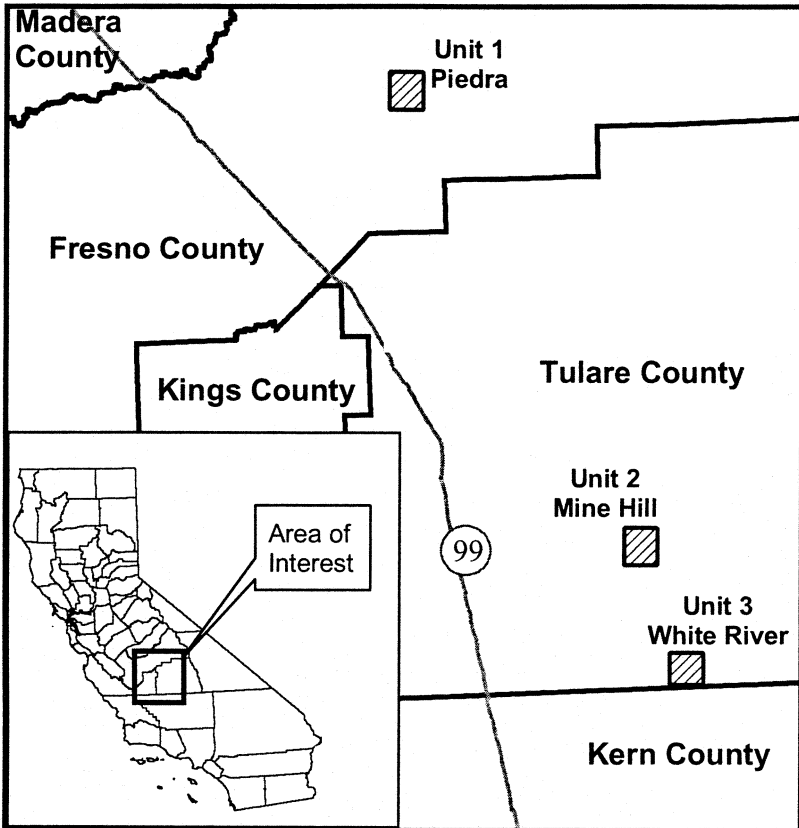 Madera
County
Unit 1
Piedra
Fresno County
Kings County
Tulare County
Unit 2
Mine Hill
99
Area of
Interest
Unit 3
White River
Kern County